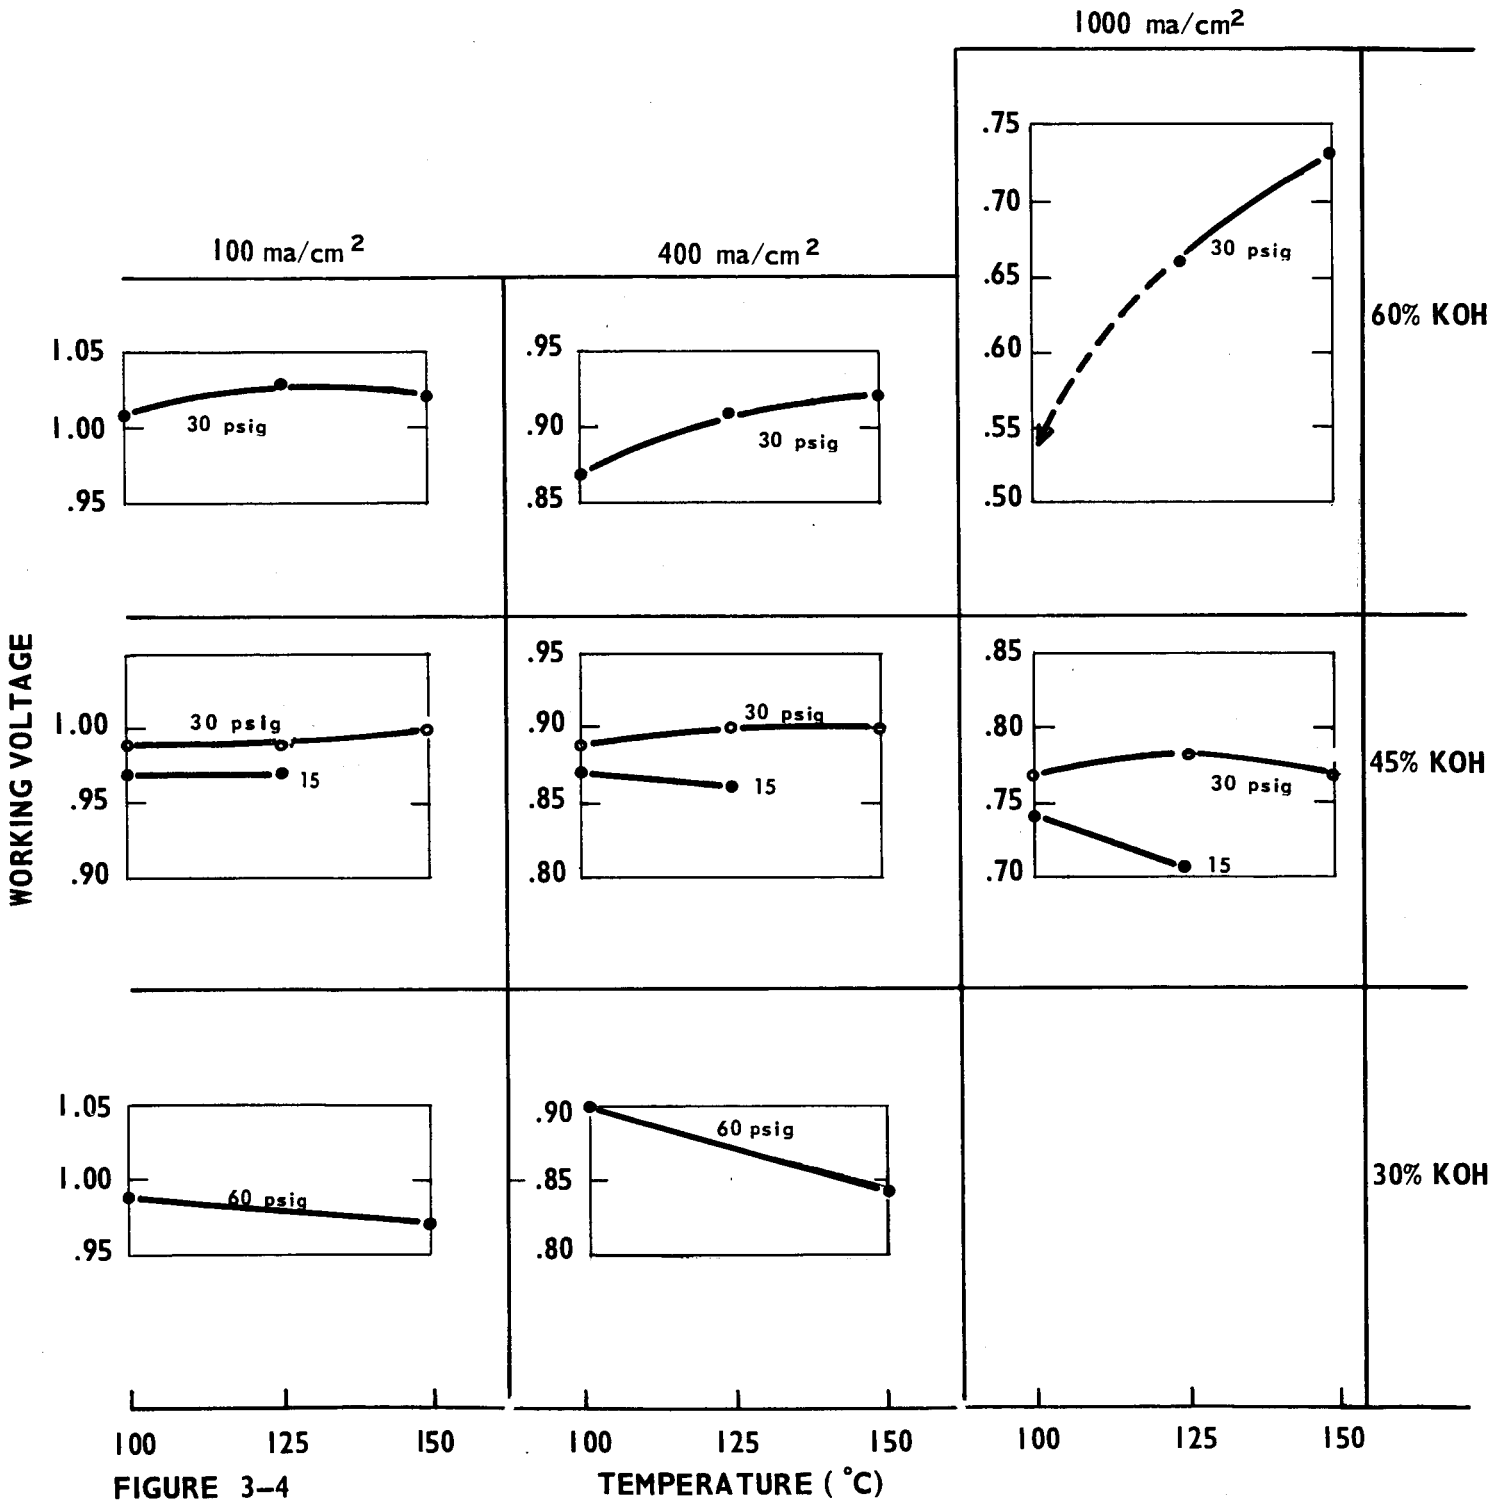 1000 ma/cm2
100 ma/cm2
400 ma/cm2
.75
.70
.65
.60
.55
.50
30 psig
60% KOH
1.05
1.00
.95
30 psig
.95
.90
.85
30 psig
WORKING VOLTAGE
1.00
.95
.90
30 psig
15
.95
.90
.85
.80
30 psig
15
.85
.80
.75
.70
30 psig
15
45% KOH
1.05
1.00
.95
60 psig
.90
.85
.80
60 psig
30% KOH
100 125 150
100 125 150
100 125 150
FIGURE 3-4
TEMPERATURE (°C)